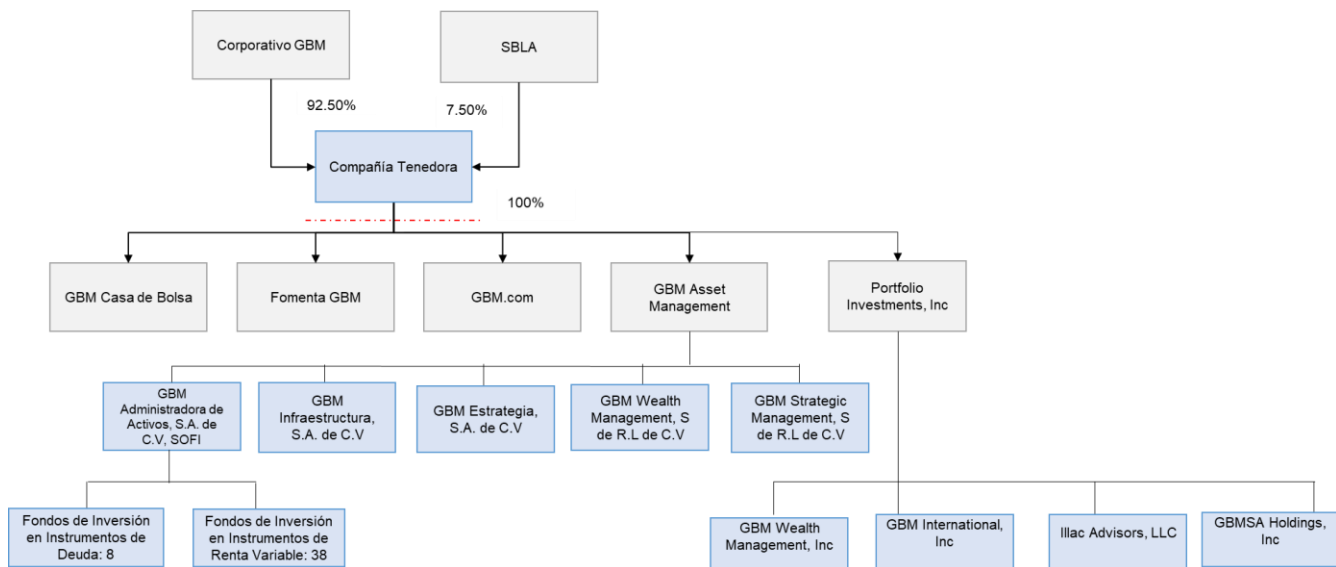 Corporativo GBM
SBLA
92.50%
7.50%
Compañía Tenedora
100%
GBM Casa de Bolsa
Fomenta GBM
GBM.com
GBM Asset
Management
Portfolio
Investments, Inc
GBM
Administradora de
Activos, S.A. de
C.V, SOFI
GBM
Infraestructura,
S.A. de C.V
GBM Estrategia,
S.A. de C.V
GBM Wealth
Management, S
de R.L de C.V
GBM Strategic
Management, S
de R.L de C.V
Fondos de Inversión
en Instrumentos de
Deuda: 8
Fondos de Inversión
en Instrumentos de
Renta Variable: 38
GBM Wealth
Management, Inc
GBM International,
Inc
Illac Advisors, LLC
GBMSA Holdings,
Inc